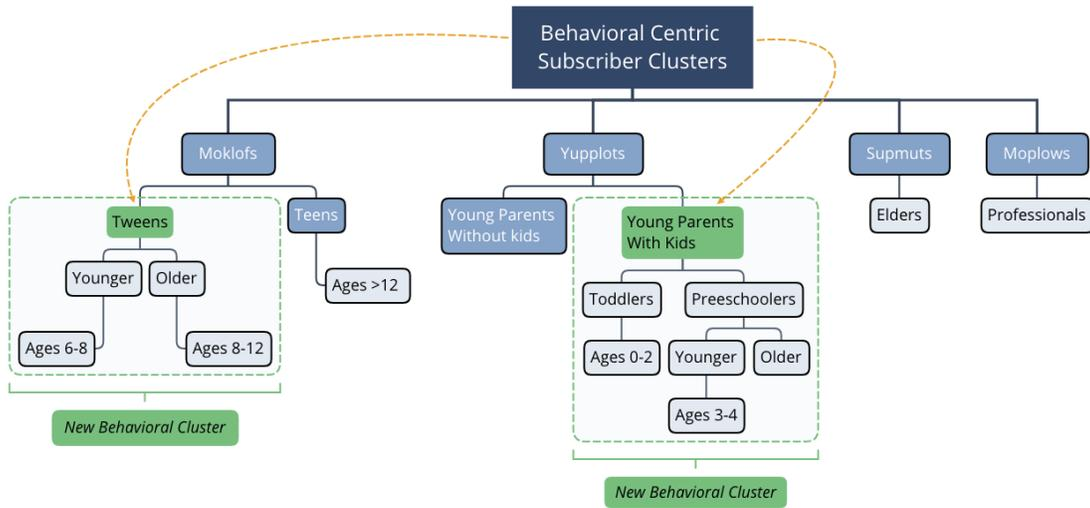 Behavioral Centric
Subscriber Clusters
Moklofs
Yupplots
Supmuts
Moplows
Tweens
Teens
Young Parents
Without kids
Young Parents
With Kids
Elders
Professionals
Younger
Older
Ages >12
Toddlers
Preeschoolers
Ages 6-8
Ages 8-12
Ages 0-2
Younger
Older
Ages 3-4
New Behavioral Cluster
New Behavioral Cluster